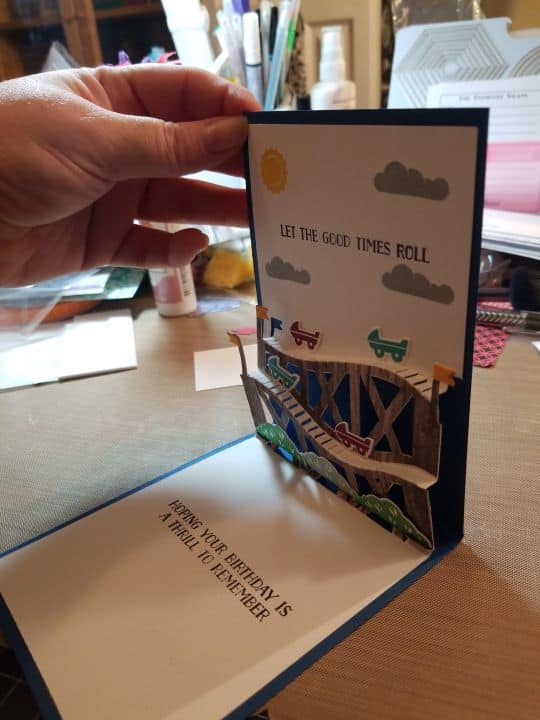 LET THE GOOD TIMES ROLL
HOPING YOUR BIRTHDAY IS
A THRILL TO REMEMBER